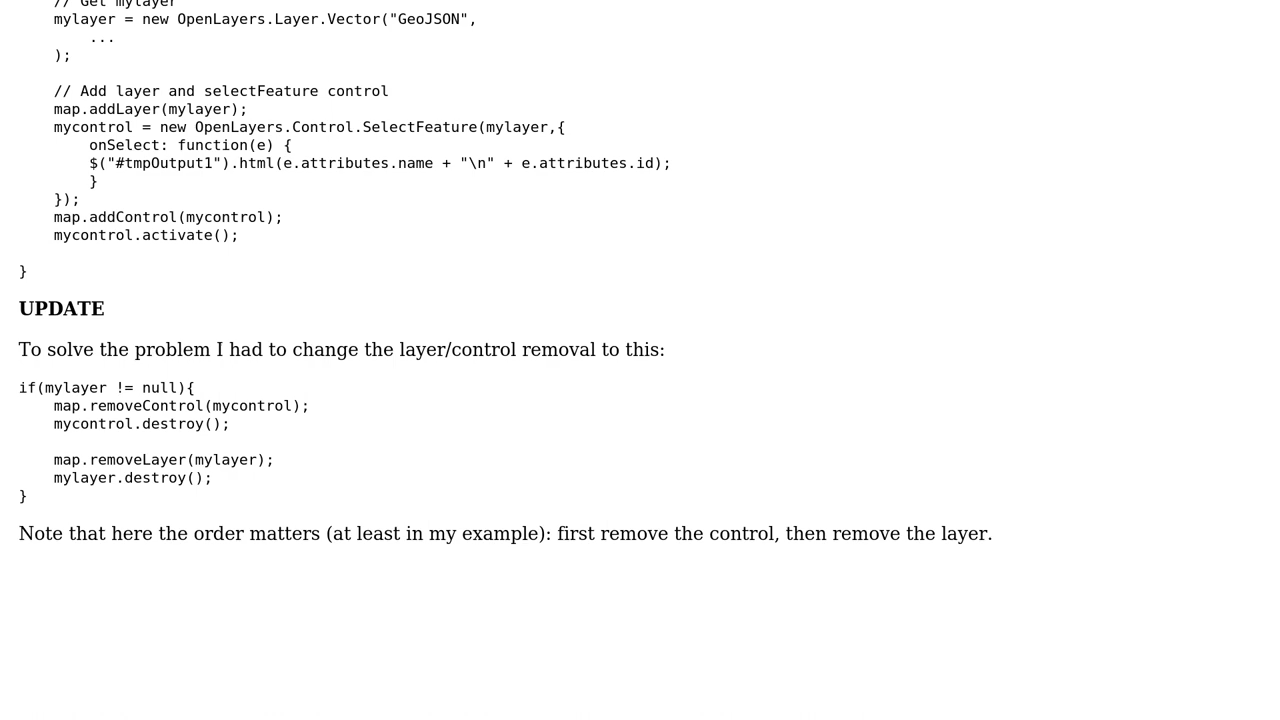 // Get mylayer
mylayer = new OpenLayers.Layer.Vector("GeoJSON",
...
);
// Add layer and selectFeature control
map.addLayer(mylayer);
mycontrol = new OpenLayers.Control.SelectFeature(mylayer,{
onSelect: function(e) {
$("#tmpOutput1").html(e.attributes.name + "\n" + e.attributes.id);
}
});
map.addControl(mycontrol);
mycontrol.activate();
}
UPDATE
To solve the problem I had to change the layer/control removal to this:
if(mylayer != null){
map.removeControl(mycontrol);
mycontrol.destroy();
map.removeLayer(mylayer);
mylayer.destroy();
}
Note that here the order matters (at least in my example): first remove the control, then remove the layer.